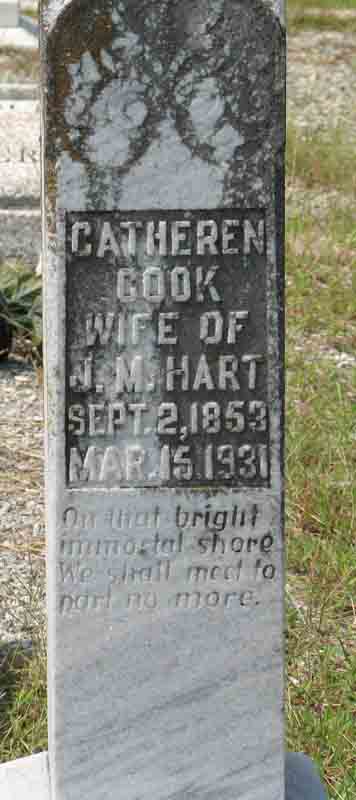 CATHEREN
COOK
WIFE OF
J. M. HART
SEPT. 2, 1853
MAR. 15. 1931
On that bright
immortal shore
We shall meet to
part no more.